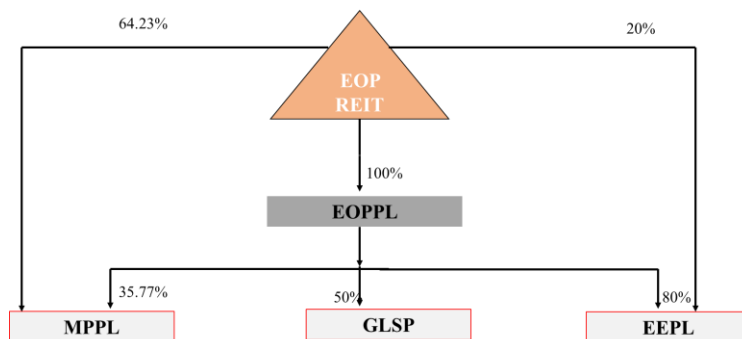 64.23%
20%
EOP
REIT
100%
EOPPL
35.77%
50%
80%
MPPL
GLSP
EEPL